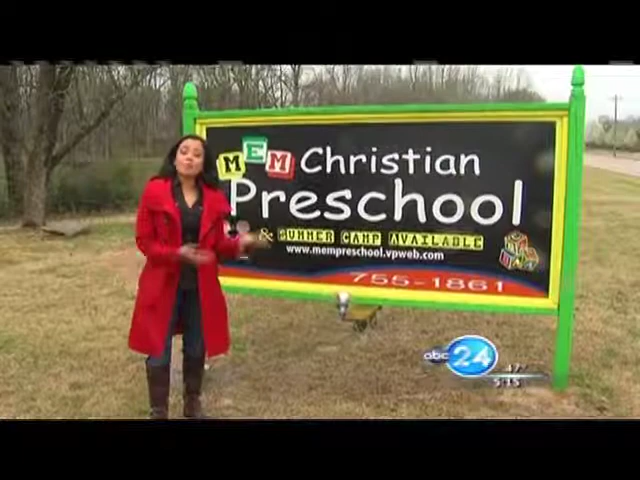 MEM Christian
Preschool
& SUMMER CAMP AVAILABLE
www.mempreschool.vpweb.com
755-1861
abc 24
47°
5:15